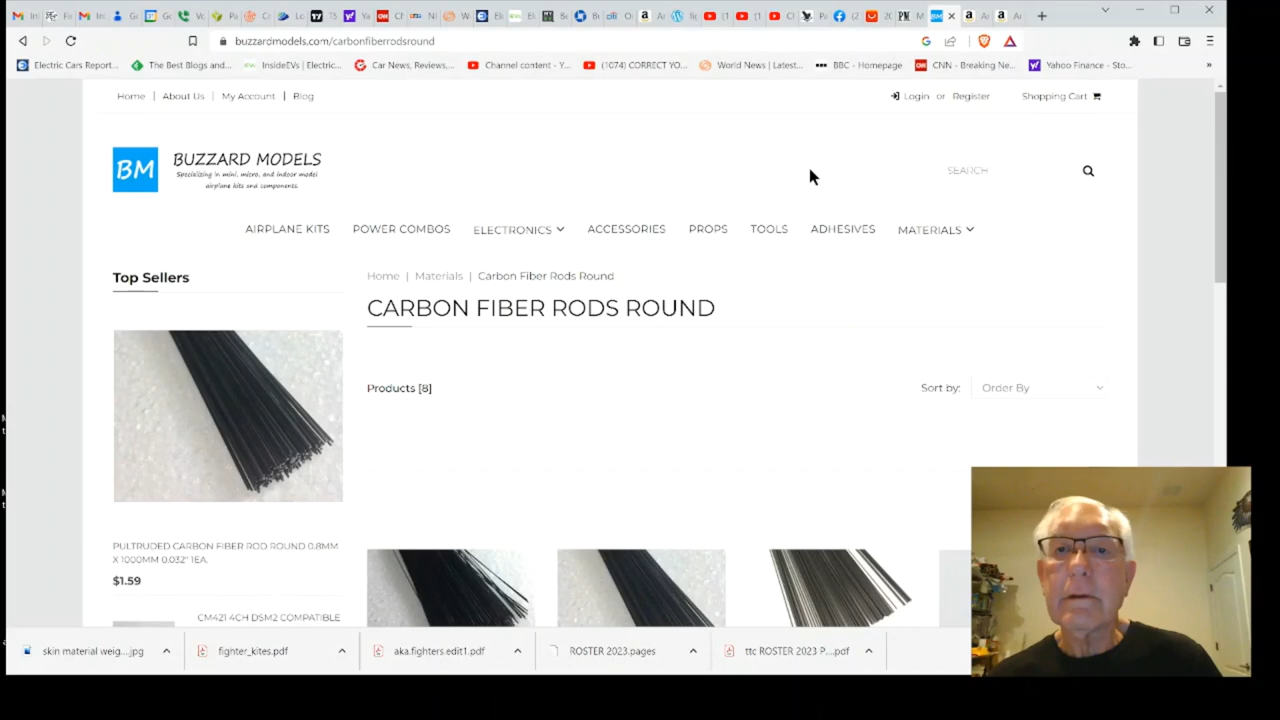 buzzardmodels.com/carbonfiberrodsround
Electric Cars Report...
The Best Blogs and...
InsideEVs | Electric...
Car News, Reviews,...
Channel content - Y...
(1074) CORRECT YO...
World News | Latest...
BBC - Homepage
CNN - Breaking Ne...
Yahoo Finance - Sto...
»
Home | About Us | My Account | Blog
Login or Register
Shopping Cart
BM
BUZZARD MODELS
Specializing in mini, micro, and indoor model
airplane kits and components.
SEARCH
AIRPLANE KITS
POWER COMBOS
ELECTRONICS
ACCESSORIES
PROPS
TOOLS
ADHESIVES
MATERIALS
Top Sellers
Home | Materials | Carbon Fiber Rods Round
CARBON FIBER RODS ROUND
Products [8]
Sort by:
Order By
PULTRUDED CARBON FIBER ROD ROUND 0.8MM
X 1000MM 0.032" 1EA.
$1.59
CM421 4CH DSM2 COMPATIBLE
skin material weig....jpg
fighter_kites.pdf
aka.fighters.edit1.pdf
ROSTER 2023.pages
ttc ROSTER 2023 P....pdf